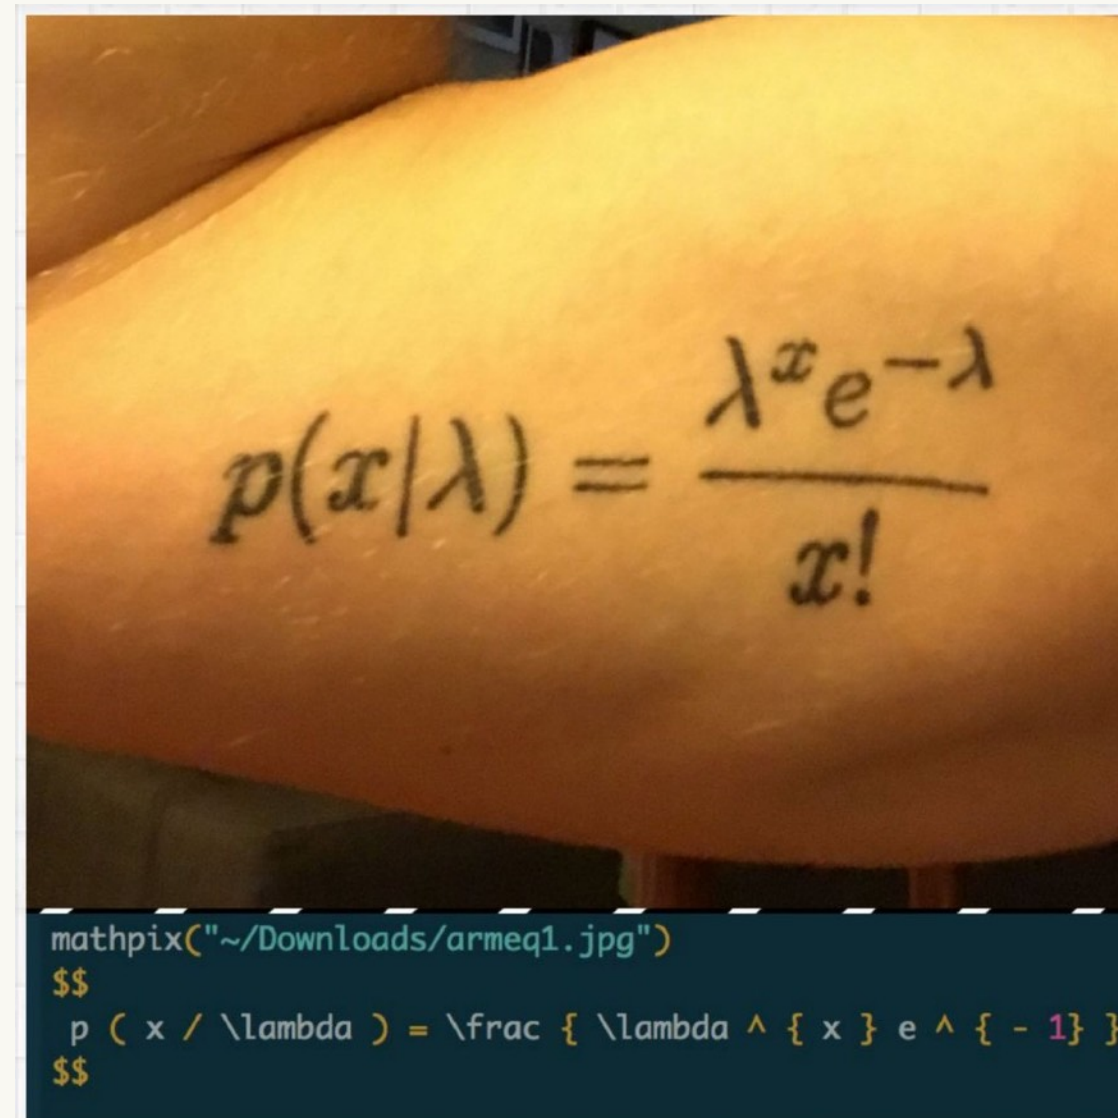 p(x|λ) = λ^x e^{-λ} / x!
mathpix("~/Downloads/armeq1.jpg")
$$
p ( x / \lambda ) = \frac { \lambda ^ { x } e ^ { - 1} }
$$